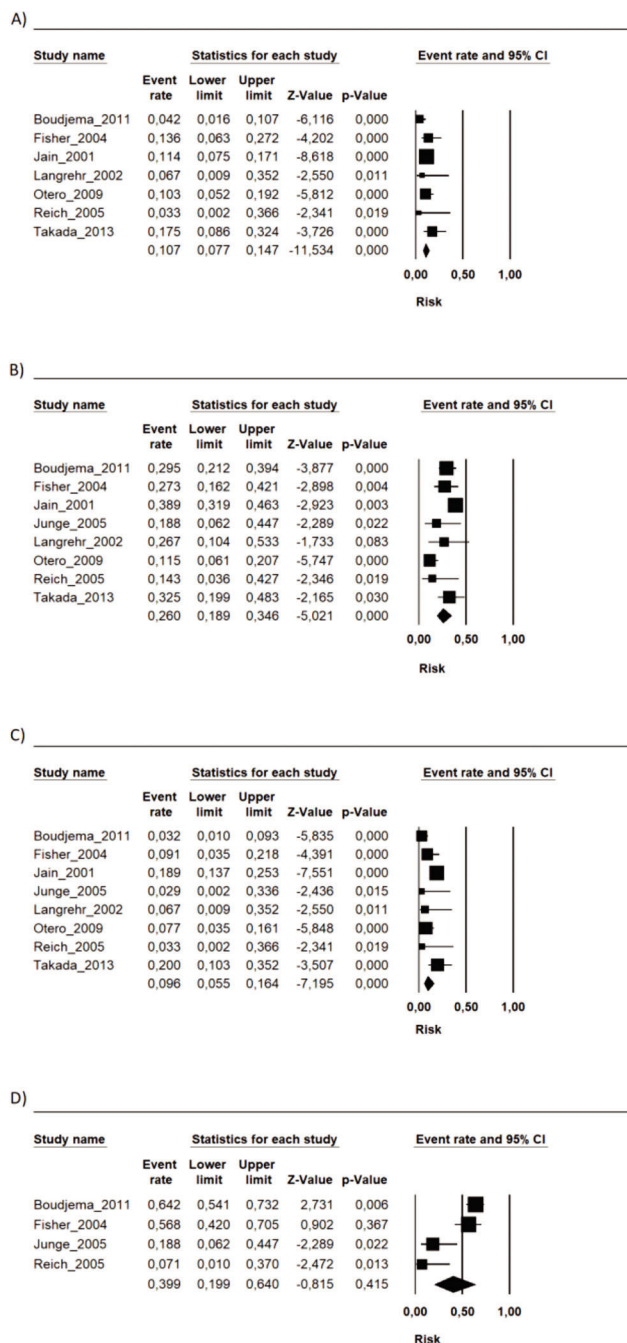 A)
Study name Statistics for each study Event rate and 95% CI
Event Lower Upper
rate limit limit Z-Value p-Value
Boudjema_2011 0,042 0,016 0,107 -6,116 0,000
Fisher_2004 0,136 0,063 0,272 -4,202 0,000
Jain_2001 0,114 0,075 0,171 -8,618 0,000
Langrehr_2002 0,067 0,009 0,352 -2,550 0,011
Otero_2009 0,103 0,052 0,192 -5,812 0,000
Reich_2005 0,033 0,002 0,366 -2,341 0,019
Takada_2013 0,175 0,086 0,324 -3,726 0,000
0,107 0,077 0,147 -11,534 0,000
0,00 0,50 1,00
Risk
B)
Study name Statistics for each study Event rate and 95% CI
Event Lower Upper
rate limit limit Z-Value p-Value
Boudjema_2011 0,295 0,212 0,394 -3,877 0,000
Fisher_2004 0,273 0,162 0,421 -2,898 0,004
Jain_2001 0,389 0,319 0,463 -2,923 0,003
Junge_2005 0,188 0,062 0,447 -2,289 0,022
Langrehr_2002 0,267 0,104 0,533 -1,733 0,083
Otero_2009 0,115 0,061 0,207 -5,747 0,000
Reich_2005 0,143 0,036 0,427 -2,346 0,019
Takada_2013 0,325 0,199 0,483 -2,165 0,030
0,260 0,189 0,346 -5,021 0,000
0,00 0,50 1,00
Risk
C)
Study name Statistics for each study Event rate and 95% CI
Event Lower Upper
rate limit limit Z-Value p-Value
Boudjema_2011 0,032 0,010 0,093 -5,835 0,000
Fisher_2004 0,091 0,035 0,218 -4,391 0,000
Jain_2001 0,189 0,137 0,253 -7,551 0,000
Junge_2005 0,029 0,002 0,336 -2,436 0,015
Langrehr_2002 0,067 0,009 0,352 -2,550 0,011
Otero_2009 0,077 0,035 0,161 -5,848 0,000
Reich_2005 0,033 0,002 0,366 -2,341 0,019
Takada_2013 0,200 0,103 0,352 -3,507 0,000
0,096 0,055 0,164 -7,195 0,000
0,00 0,50 1,00
Risk
D)
Study name Statistics for each study Event rate and 95% CI
Event Lower Upper
rate limit limit Z-Value p-Value
Boudjema_2011 0,642 0,541 0,732 2,731 0,006
Fisher_2004 0,568 0,420 0,705 0,902 0,367
Junge_2005 0,188 0,062 0,447 -2,289 0,022
Reich_2005 0,071 0,010 0,370 -2,472 0,013
0,399 0,199 0,640 -0,815 0,415
0,00 0,50 1,00
Risk